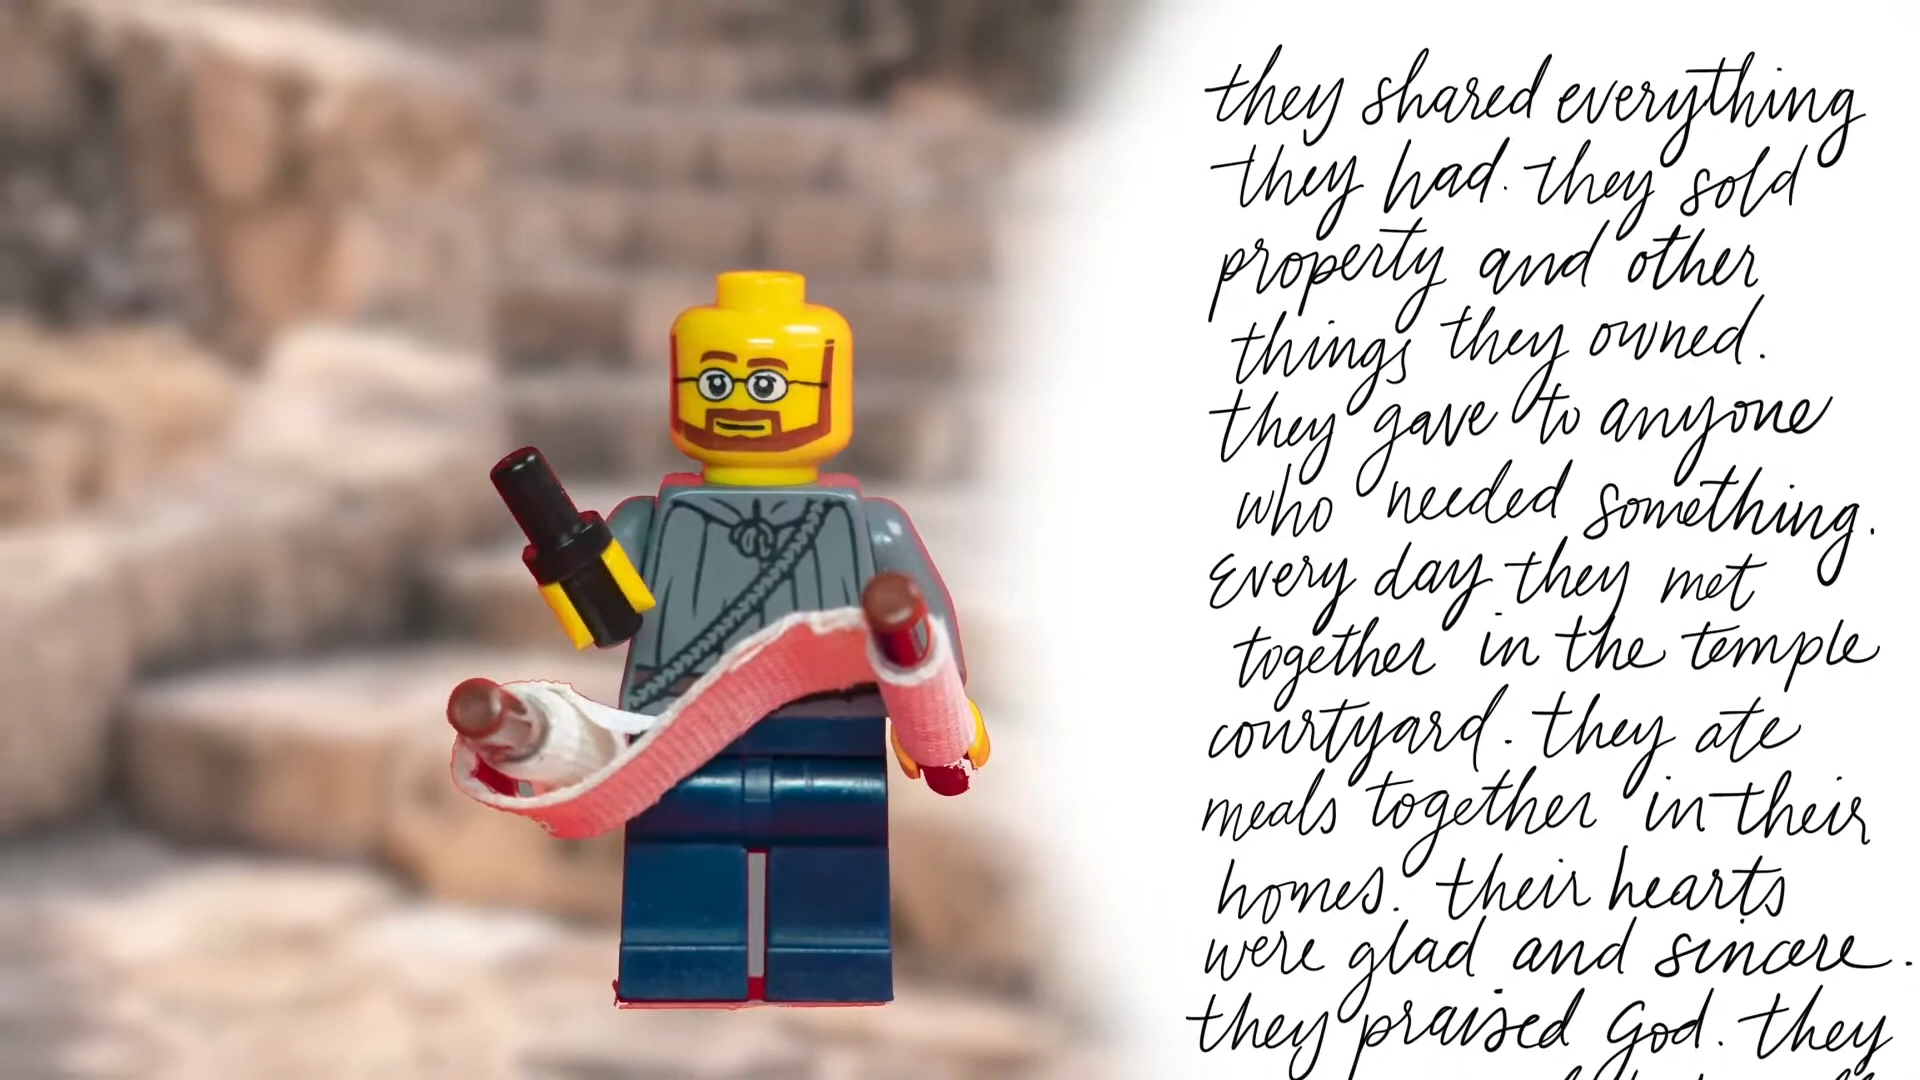 they shared everything
they had. they sold
property and other
things they owned.
they gave to anyone
who needed something.
Every day they met
together in the temple
courtyard. they ate
meals together in their
homes. their hearts
were glad and sincere.
they praised God. they